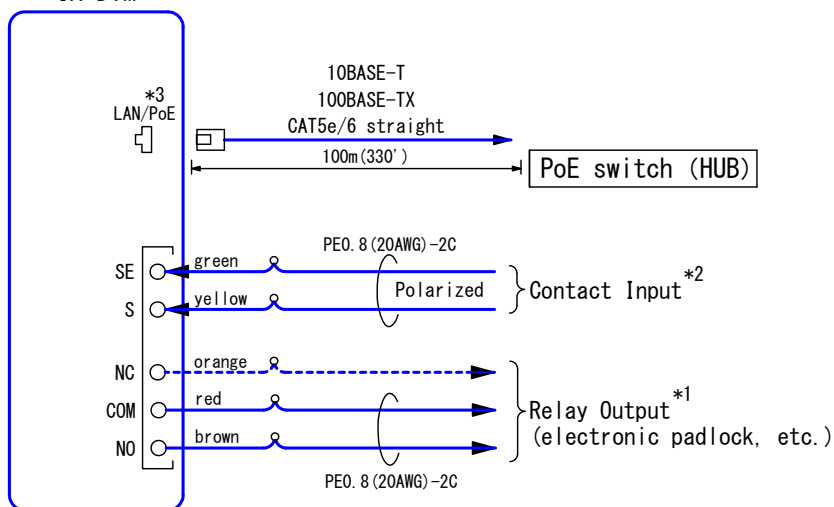 *3
LAN/PoE
10BASE-T
100BASE-TX
CAT5e/6 straight
100m(330')
PoE switch (HUB)
PE0.8(20AWG)-2C
SE
green
Polarized
Contact Input*2
S
yellow
NC
orange
COM
red
Relay Output*1
(electronic padlock, etc.)
NO
brown
PE0.8(20AWG)-2C